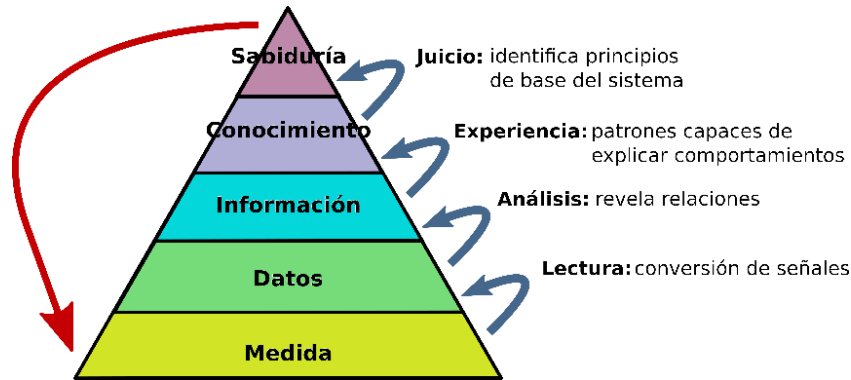 Sabiduría
Juicio: identifica principios
de base del sistema
Conocimiento
Experiencia: patrones capaces de
explicar comportamientos
Información
Análisis: revela relaciones
Datos
Lectura: conversión de señales
Medida